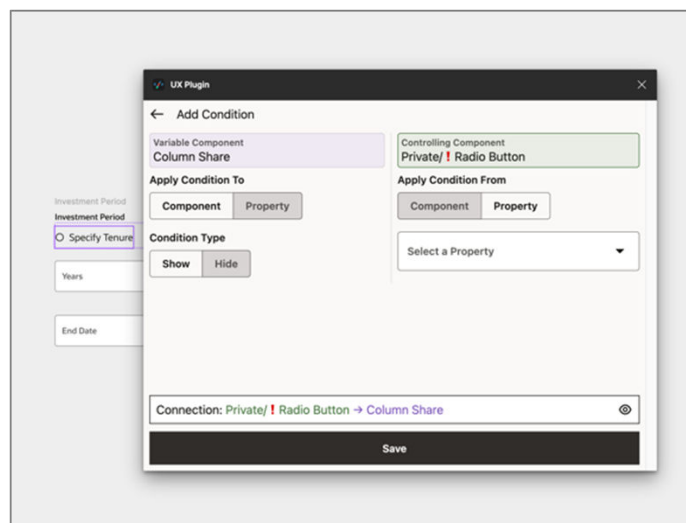 UX Plugin
← Add Condition
Variable Component
Column Share
Controlling Component
Private/❗ Radio Button
Apply Condition To
Component Property
Apply Condition From
Component Property
Condition Type
Show Hide
Select a Property
Connection: Private/❗ Radio Button → Column Share
Save
Investment Period
Investment Period
Specify Tenure
Years
End Date